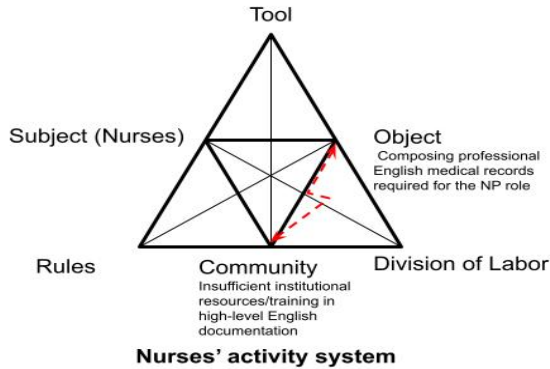 Tool
Subject (Nurses)
Object
Composing professional
English medical records
required for the NP role
Rules
Community
Division of Labor
Insufficient institutional
resources/training in
high-level English
documentation
Nurses’ activity system